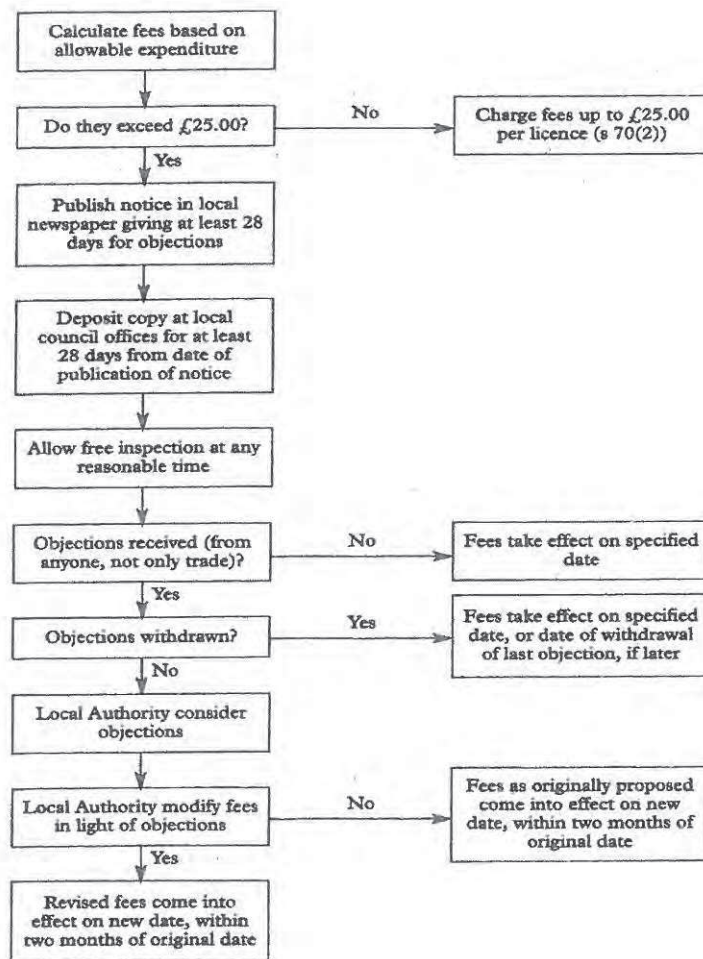 Calculate fees based on
allowable expenditure
Do they exceed £25.00?
No
Charge fees up to £25.00
per licence (s 70(2))
Yes
Publish notice in local
newspaper giving at least 28
days for objections
Deposit copy at local
council offices for at least
28 days from date of
publication of notice
Allow free inspection at any
reasonable time
Objections received (from
anyone, not only trade)?
No
Fees take effect on specified
date
Yes
Objections withdrawn?
Yes
Fees take effect on specified
date, or date of withdrawal
of last objection, if later
No
Local Authority consider
objections
Local Authority modify fees
in light of objections
No
Fees as originally proposed
come into effect on new
date, within two months of
original date
Yes
Revised fees come into
effect on new date, within
two months of original date